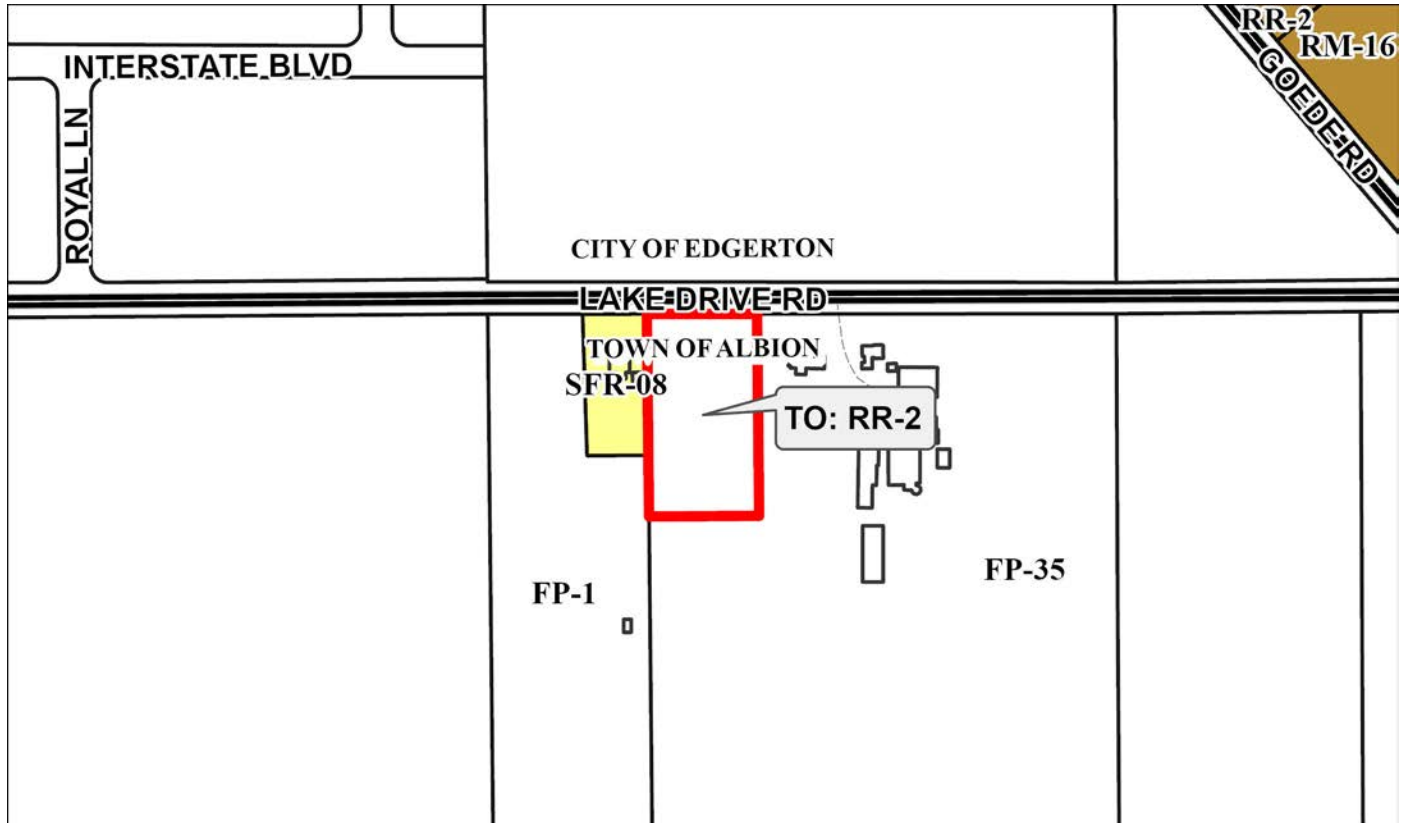 RR-2
RM-16
INTERSTATE BLVD
GOEDE RD
ROYAL LN
CITY OF EDGERTON
LAKE DRIVE RD
TOWN OF ALBION
SFR-08
TO: RR-2
FP-35
FP-1